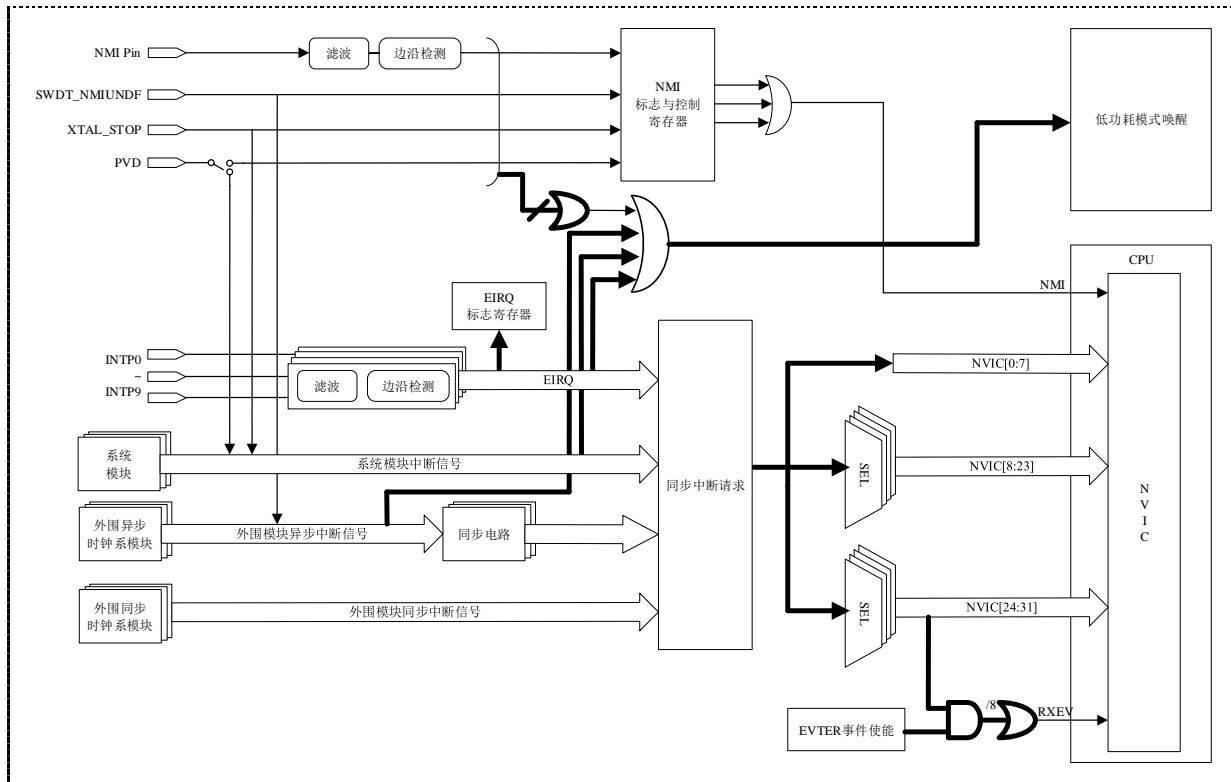 NMI Pin
滤波
边沿检测
SWDT_NMIUNDF
XTAL_STOP
PVD
NMI
标志与控制
寄存器
低功耗模式唤醒
CPU
NMI
EIRQ
标志寄存器
INTP0
~
INTP9
滤波
边沿检测
EIRQ
NVIC[0:7]
系统
模块
系统模块中断信号
同步中断请求
SEL
NVIC[8:23]
N
V
I
C
外围异步
时钟系模块
外围模块异步中断信号
同步电路
外围同步
时钟系模块
外围模块同步中断信号
SEL
NVIC[24:31]
EVTER事件使能
/8
RXEV